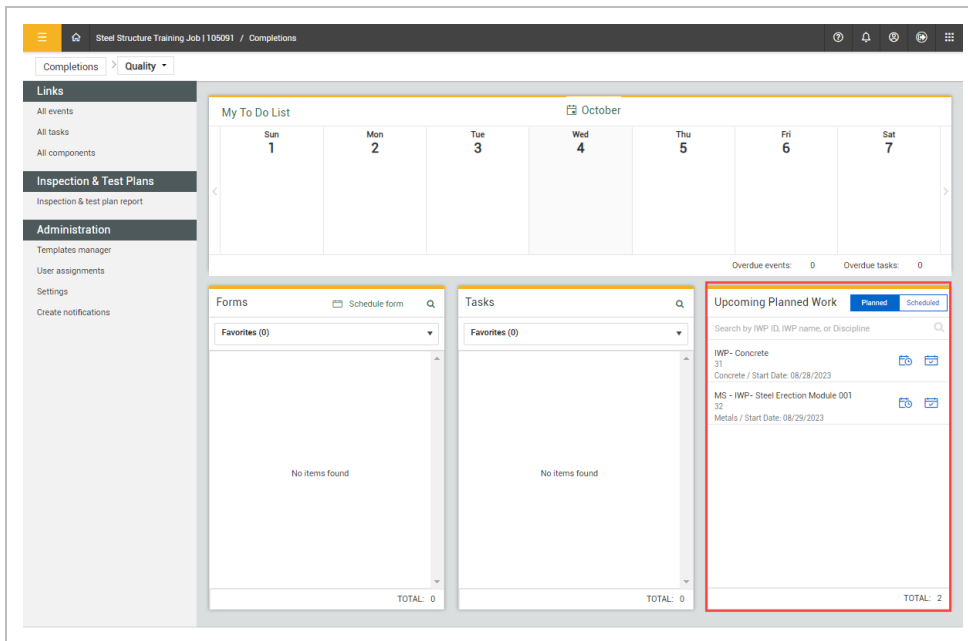 Steel Structure Training Job | 105091 / Completions
Completions > Quality
Links
All events
All tasks
All components
Inspection & Test Plans
Inspection & test plan report
Administration
Templates manager
User assignments
Settings
Create notifications
My To Do List
October
Sun Mon Tue Wed Thu Fri Sat
1 2 3 4 5 6 7
Overdue events: 0 Overdue tasks: 0
Forms
Schedule form
Favorites (0)
No items found
TOTAL: 0
Tasks
Favorites (0)
No items found
TOTAL: 0
Upcoming Planned Work
Planned Scheduled
Search by IWP ID, IWP name, or Discipline
IWP- Concrete
31
Concrete / Start Date: 08/28/2023
MS - IWP- Steel Erection Module 001
32
Metals / Start Date: 08/29/2023
TOTAL: 2